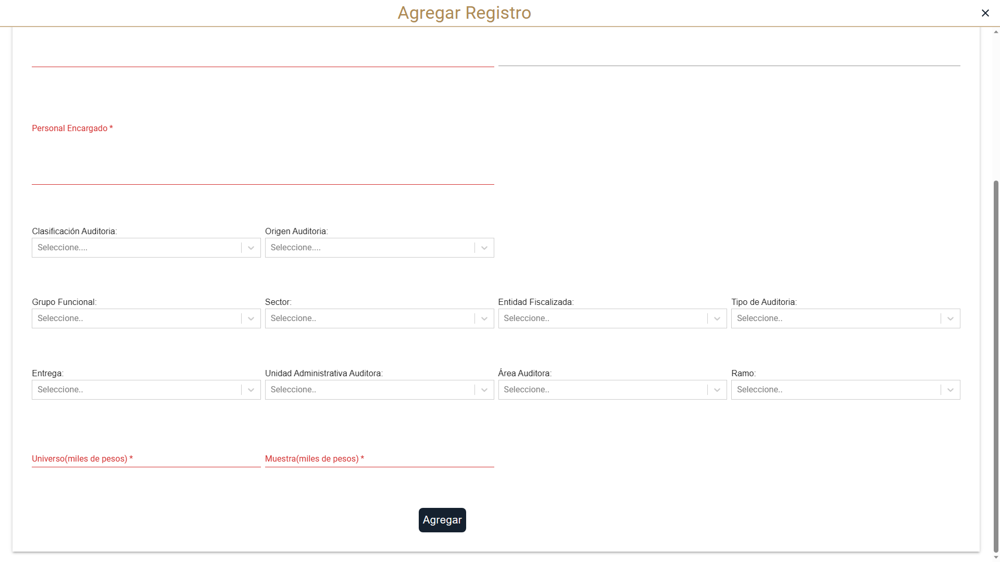 Agregar Registro
Personal Encargado *
Clasificación Auditoria: Origen Auditoria:
Seleccione.... Seleccione....
Grupo Funcional: Sector: Entidad Fiscalizada: Tipo de Auditoria:
Seleccione.. Seleccione.. Seleccione.. Seleccione..
Entrega: Unidad Administrativa Auditora: Área Auditora: Ramo:
Seleccione.. Seleccione.. Seleccione.. Seleccione..
Universo(miles de pesos) * Muestra(miles de pesos) *
Agregar